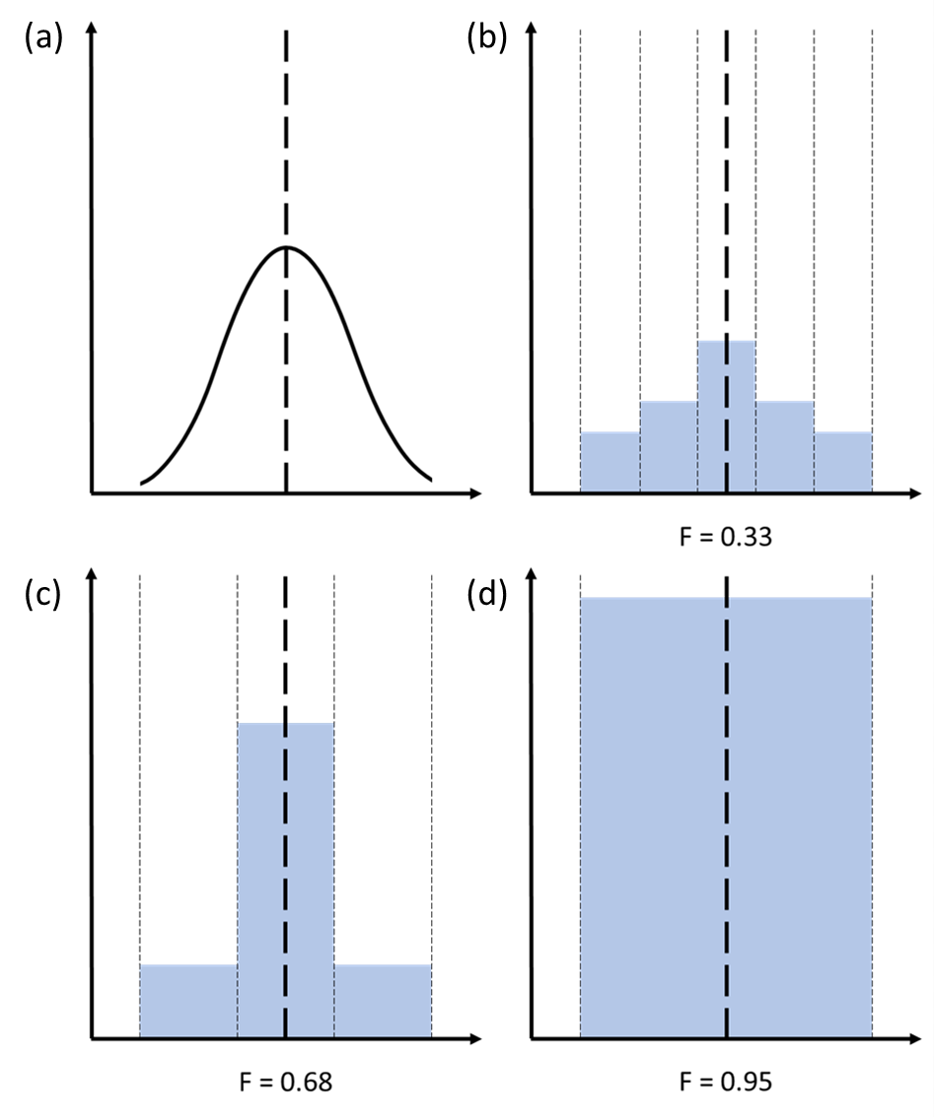 (a)
(b)
F = 0.33
(c)
(d)
F = 0.68
F = 0.95